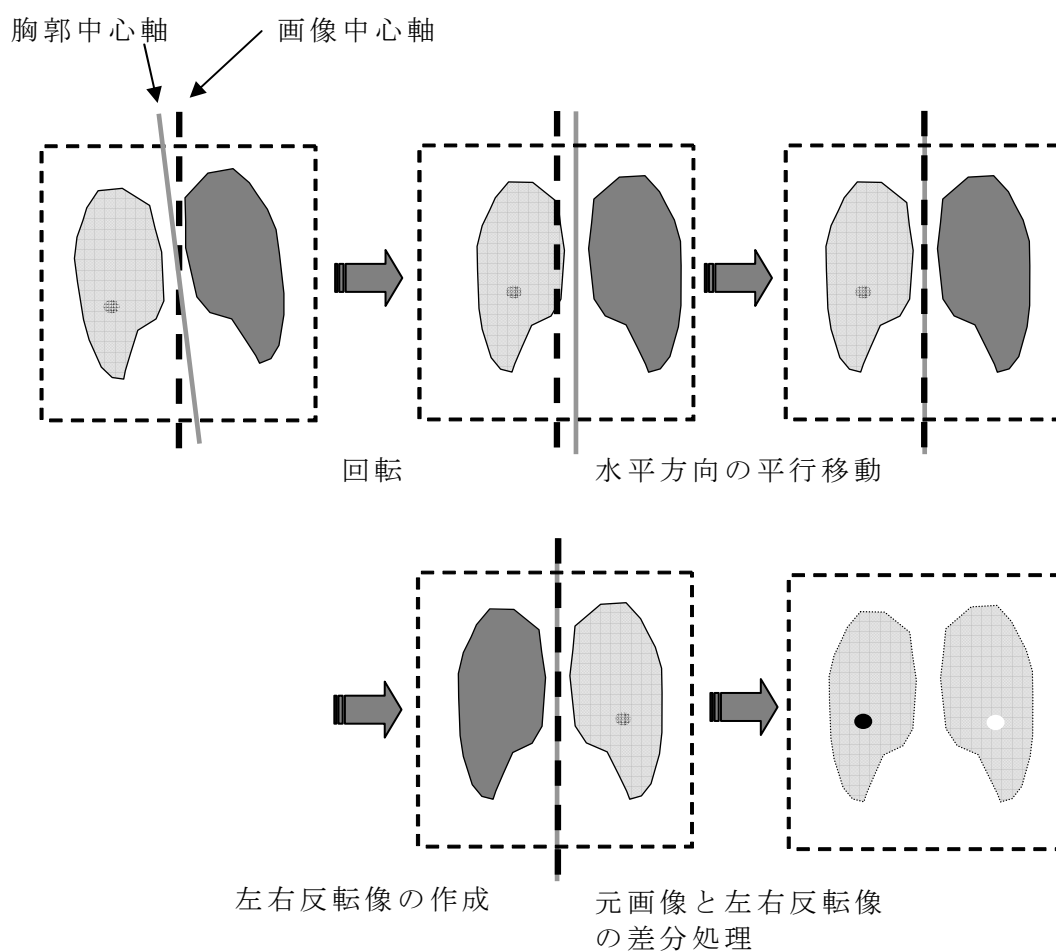 胸郭中心軸
画像中心軸
回転
水平方向の平行移動
左右反転像の作成
元画像と左右反転像
の差分処理